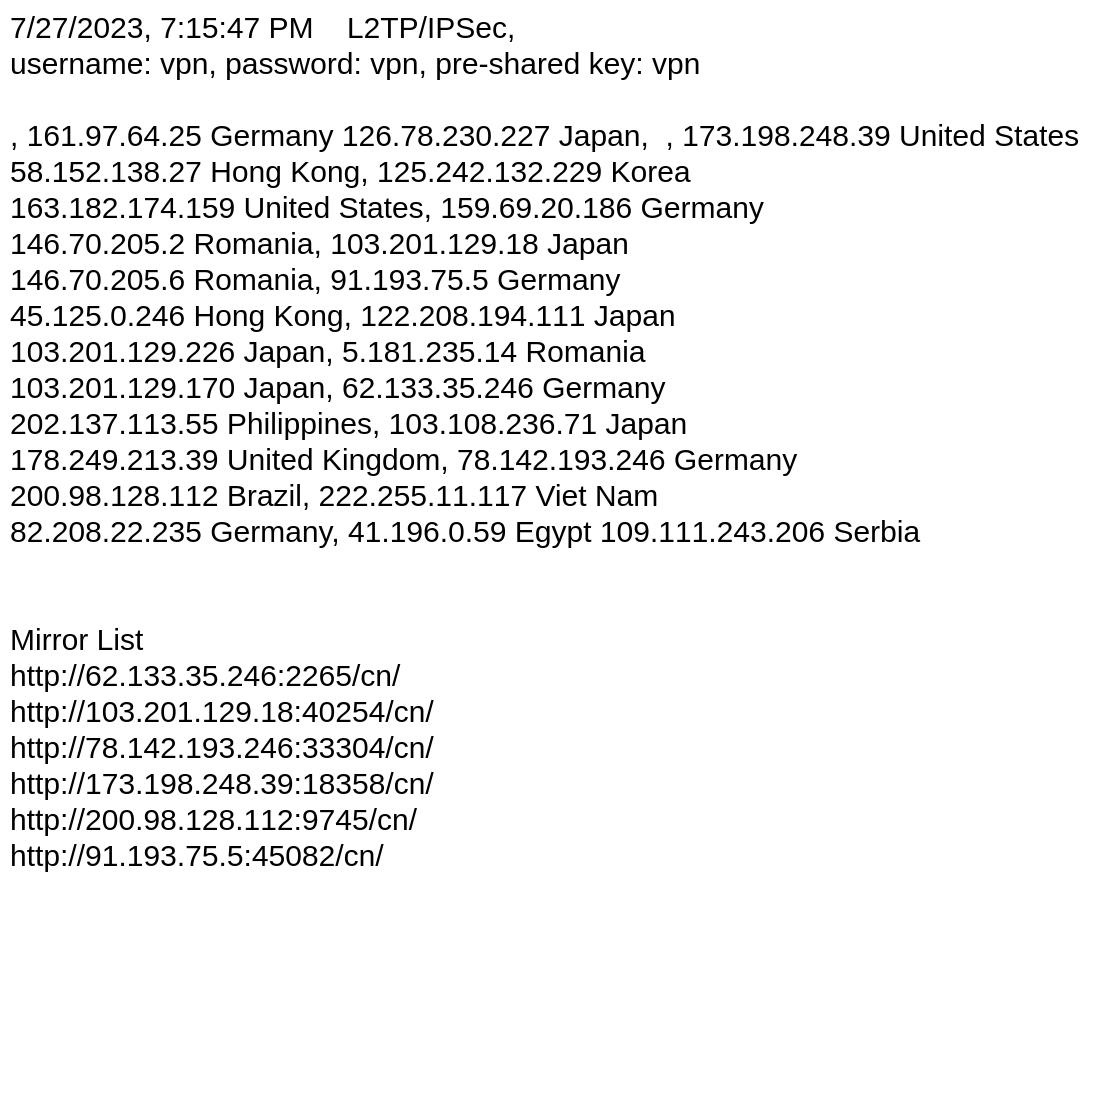 7/27/2023, 7:15:47 PM    L2TP/IPSec,
username: vpn, password: vpn, pre-shared key: vpn
, 161.97.64.25 Germany 126.78.230.227 Japan,  , 173.198.248.39 United States
58.152.138.27 Hong Kong, 125.242.132.229 Korea
163.182.174.159 United States, 159.69.20.186 Germany
146.70.205.2 Romania, 103.201.129.18 Japan
146.70.205.6 Romania, 91.193.75.5 Germany
45.125.0.246 Hong Kong, 122.208.194.111 Japan
103.201.129.226 Japan, 5.181.235.14 Romania
103.201.129.170 Japan, 62.133.35.246 Germany
202.137.113.55 Philippines, 103.108.236.71 Japan
178.249.213.39 United Kingdom, 78.142.193.246 Germany
200.98.128.112 Brazil, 222.255.11.117 Viet Nam
82.208.22.235 Germany, 41.196.0.59 Egypt 109.111.243.206 Serbia
Mirror List
http://62.133.35.246:2265/cn/
http://103.201.129.18:40254/cn/
http://78.142.193.246:33304/cn/
http://173.198.248.39:18358/cn/
http://200.98.128.112:9745/cn/
http://91.193.75.5:45082/cn/